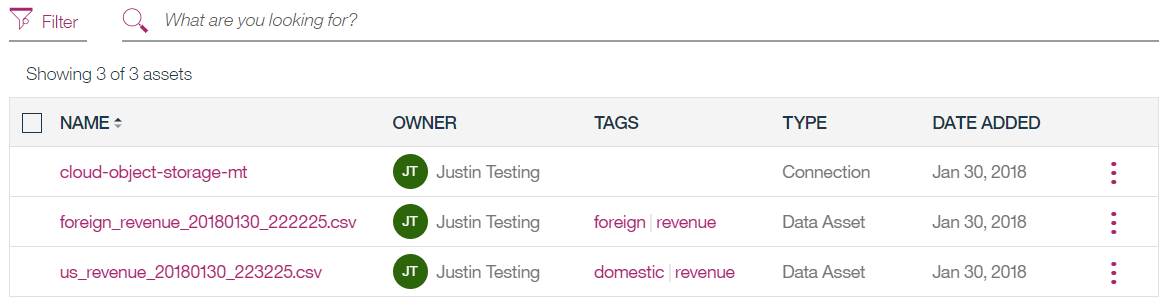 Filter What are you looking for?
Showing 3 of 3 assets
NAME OWNER TAGS TYPE DATE ADDED
cloud-object-storage-mt JT Justin Testing Connection Jan 30, 2018
foreign_revenue_20180130_222225.csv JT Justin Testing foreign | revenue Data Asset Jan 30, 2018
us_revenue_20180130_223225.csv JT Justin Testing domestic | revenue Data Asset Jan 30, 2018